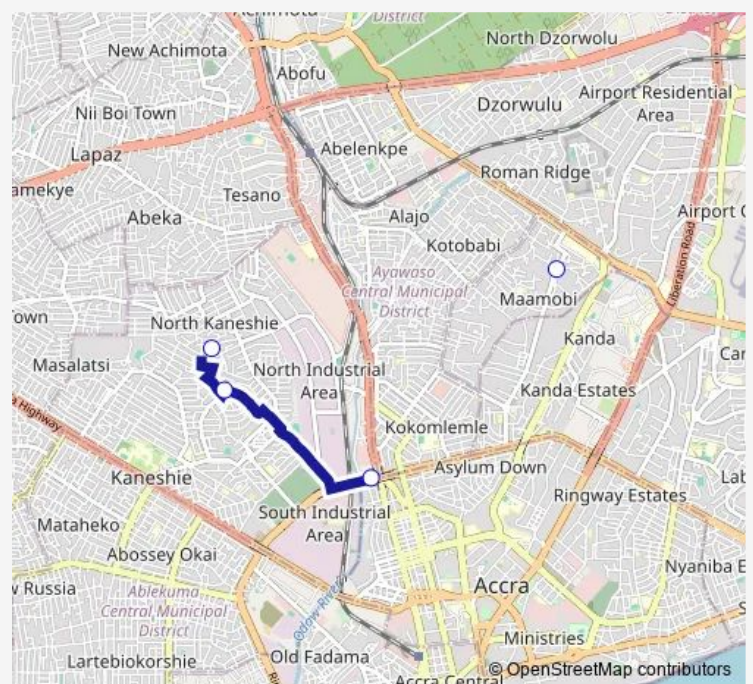 Achimota
District
New Achimota
North Dzorwulu
Abofu
Nii Boi Town
Dzorwulu
Airport Residential
Area
Lapaz
Abelenkpe
amekye
Tesano
Roman Ridge
Abeka
Alajo
Airport C
Kotobabi
Liberation Road
Ayawaso
Central Municipal
District
Maamobi
own
North Kaneshie
Kanda
Masalatsi
North Industrial
Area
Kanda Estates
a Highway
Kokomlemle
Kaneshie
Asylum Down
Ringway Estates
South Industrial
Area
Mataheko
Abossey Okai
Nyaniba E
w Russia
Ablekuma
Central Municipal
District
Accra
Odaw River
Ministries
Old Fadama
Lartebiokorshie
Accra Central
© OpenStreetMap contributors